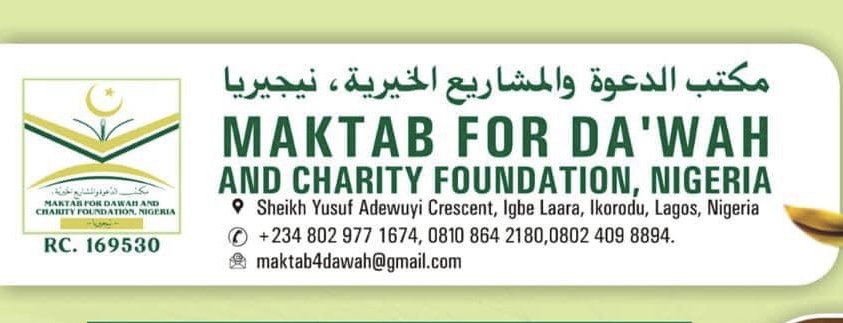 مكتب الدعوة والمشاريع الخيرية، نيجيريا
MAKTAB FOR DA'WAH
AND CHARITY FOUNDATION, NIGERIA
Sheikh Yusuf Adewuyi Crescent, Igbe Laara, Ikorodu, Lagos, Nigeria
+234 802 977 1674, 0810 864 2180,0802 409 8894.
maktab4dawah@gmail.com
مكتب الدعوة والمشاريع الخيرية،
MAKTAB FOR DAWAH AND
CHARITY FOUNDATION, NIGERIA
- نيجيريا -
RC. 169530